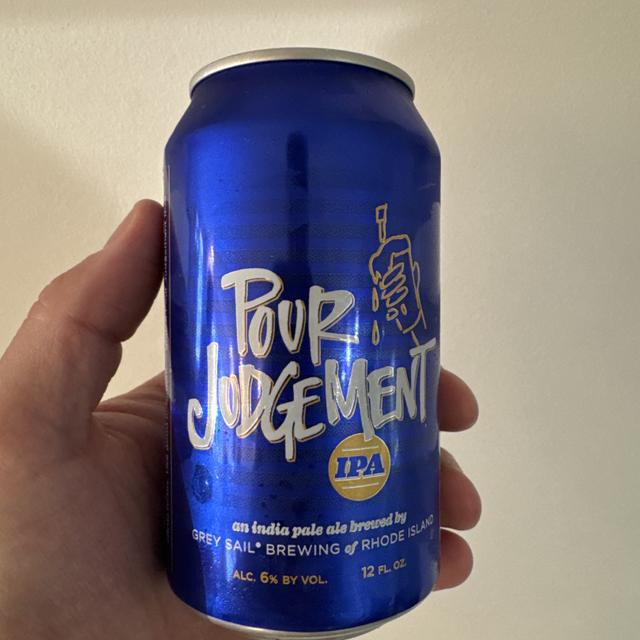 POUR
JUDGEMENT
IPA
an india pale ale brewed by
GREY SAIL® BREWING of RHODE ISLAND
ALC. 6% BY VOL. 12 FL. OZ.